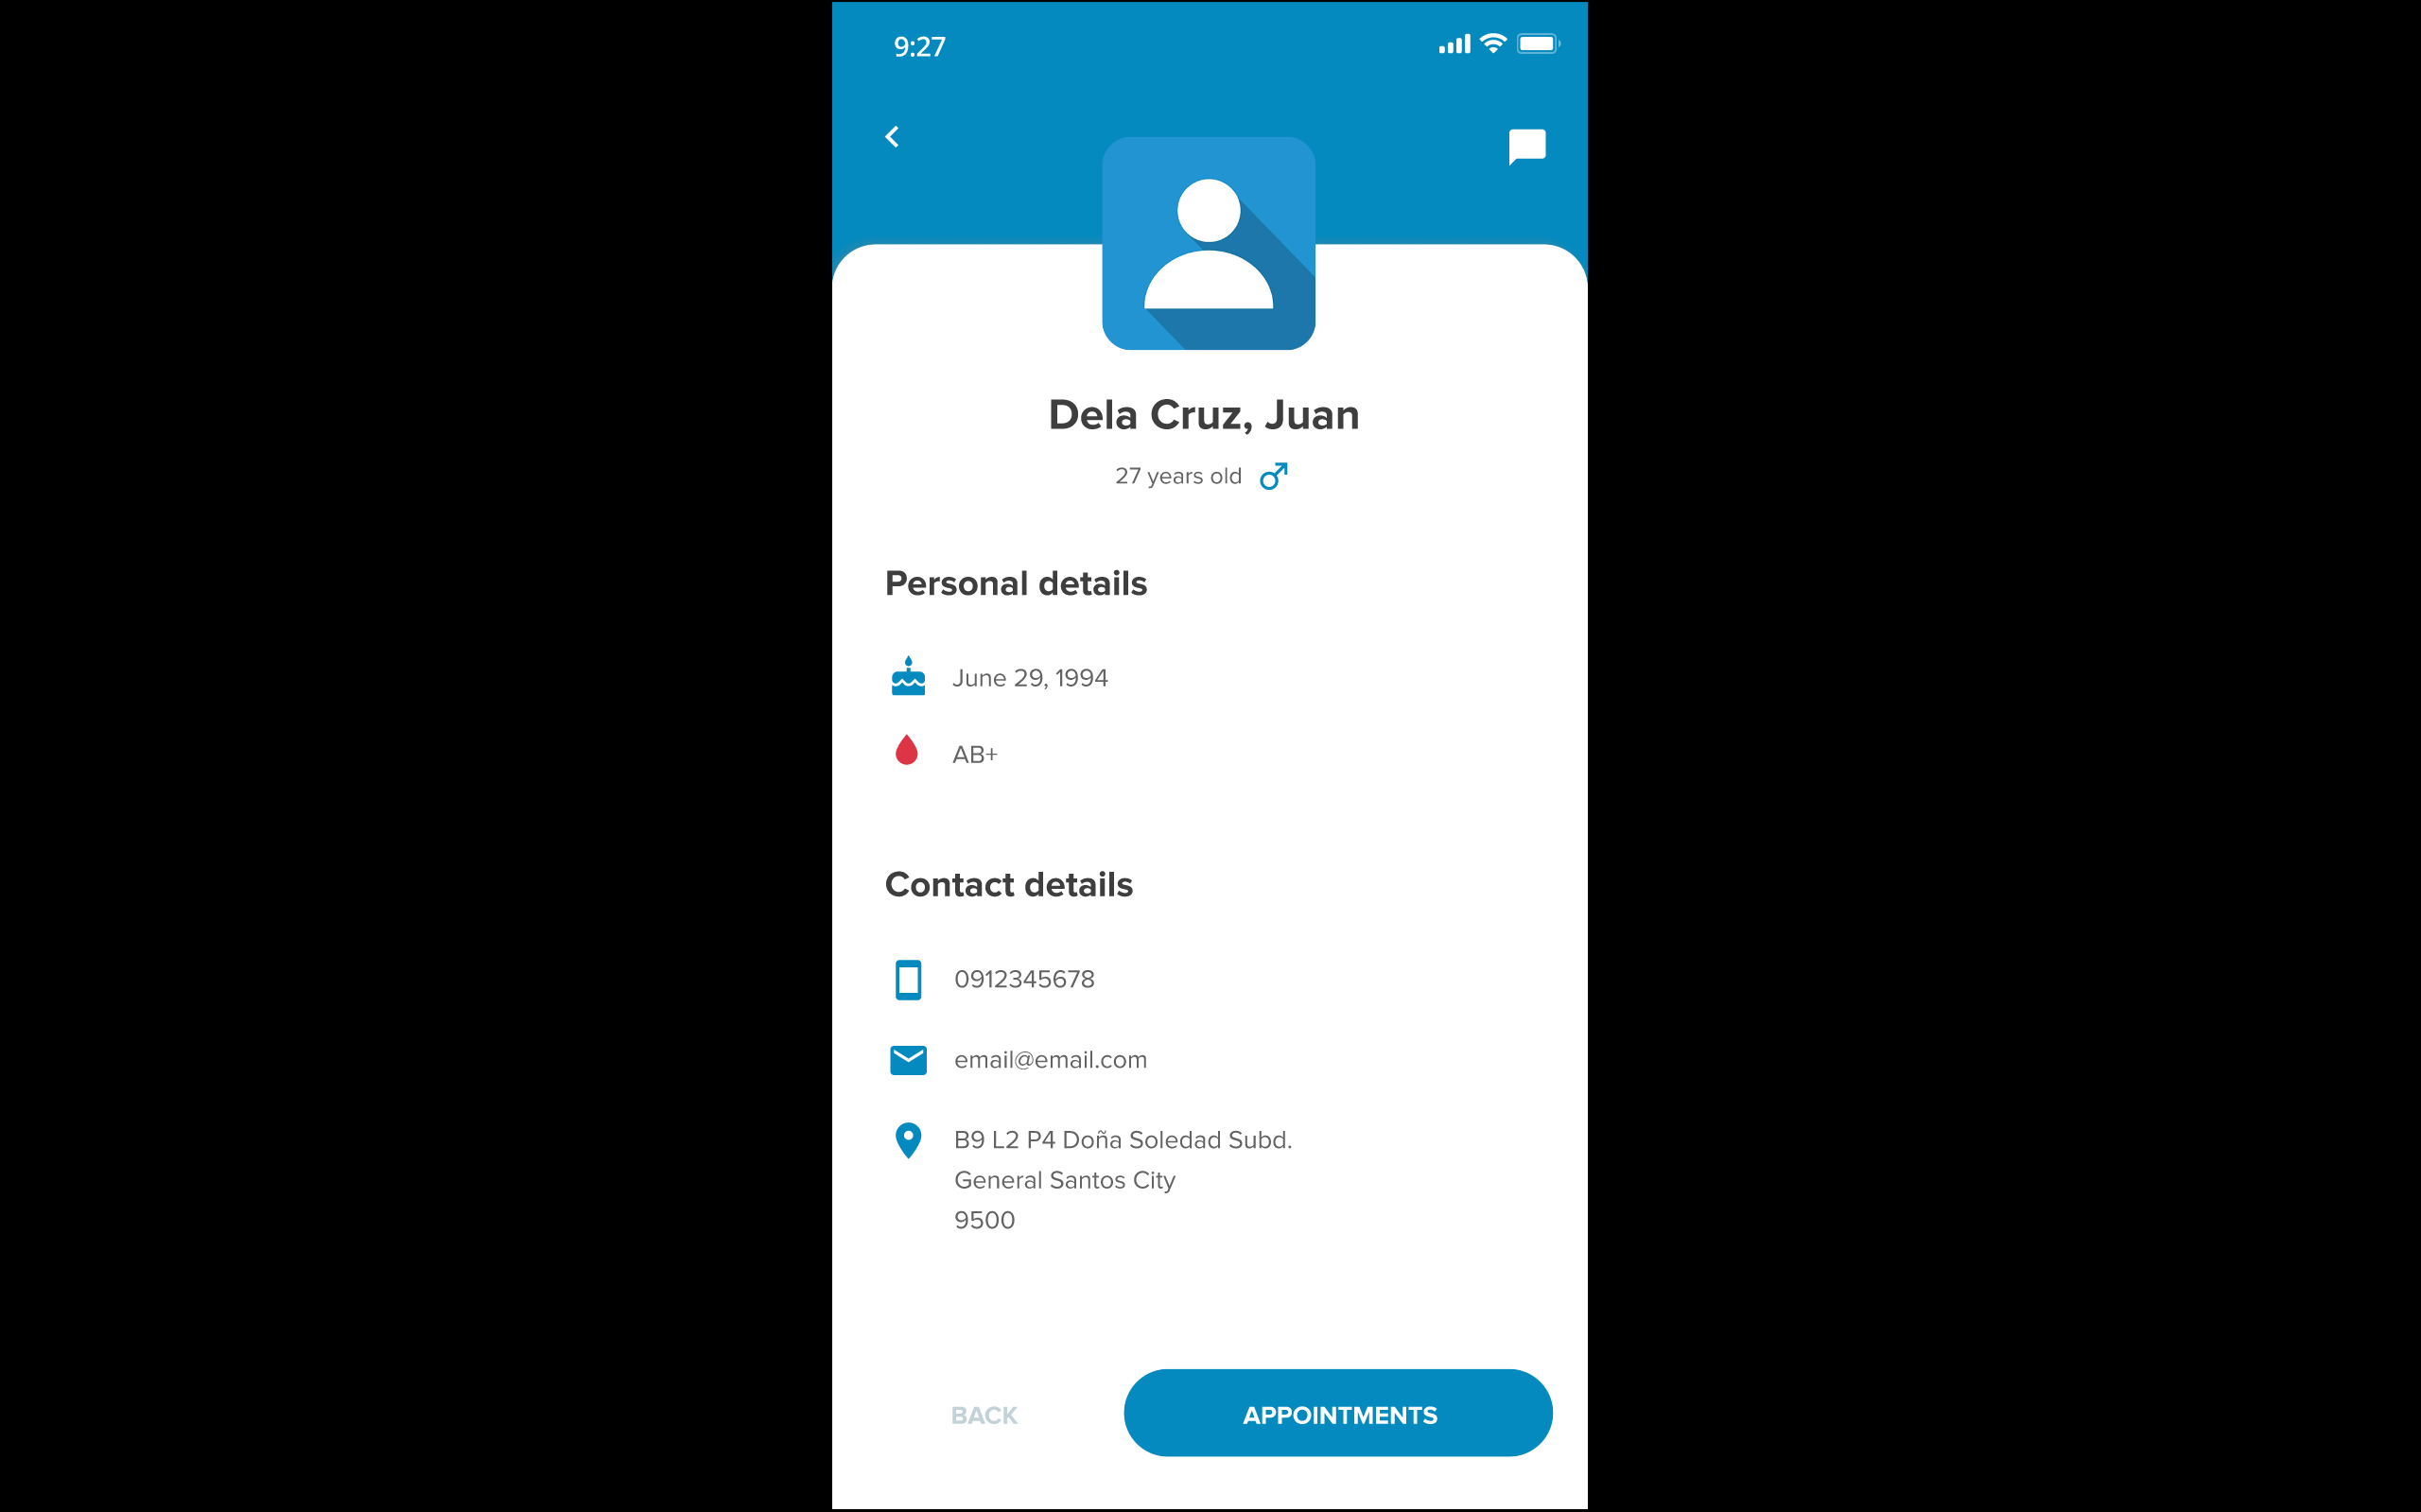 9:27
Dela Cruz, Juan
27 years old
Personal details
June 29, 1994
AB+
Contact details
0912345678
email@email.com
B9 L2 P4 Doña Soledad Subd.
General Santos City
9500
BACK
APPOINTMENTS